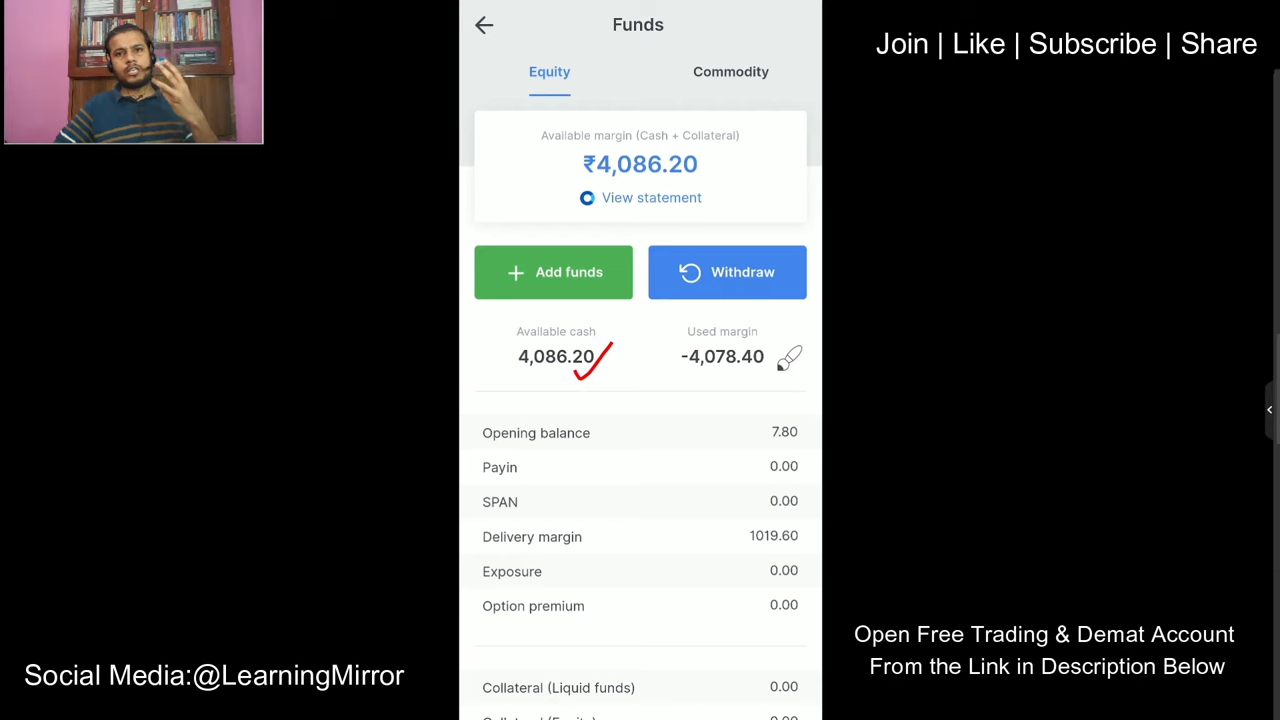 Funds
Join | Like | Subscribe | Share
Equity
Commodity
Available margin (Cash + Collateral)
₹4,086.20
View statement
Add funds
Withdraw
Available cash
Used margin
4,086.20
-4,078.40
Opening balance 7.80
Payin 0.00
SPAN 0.00
Delivery margin 1019.60
Exposure 0.00
Option premium 0.00
Collateral (Liquid funds) 0.00
Social Media:@LearningMirror
Open Free Trading & Demat Account
From the Link in Description Below